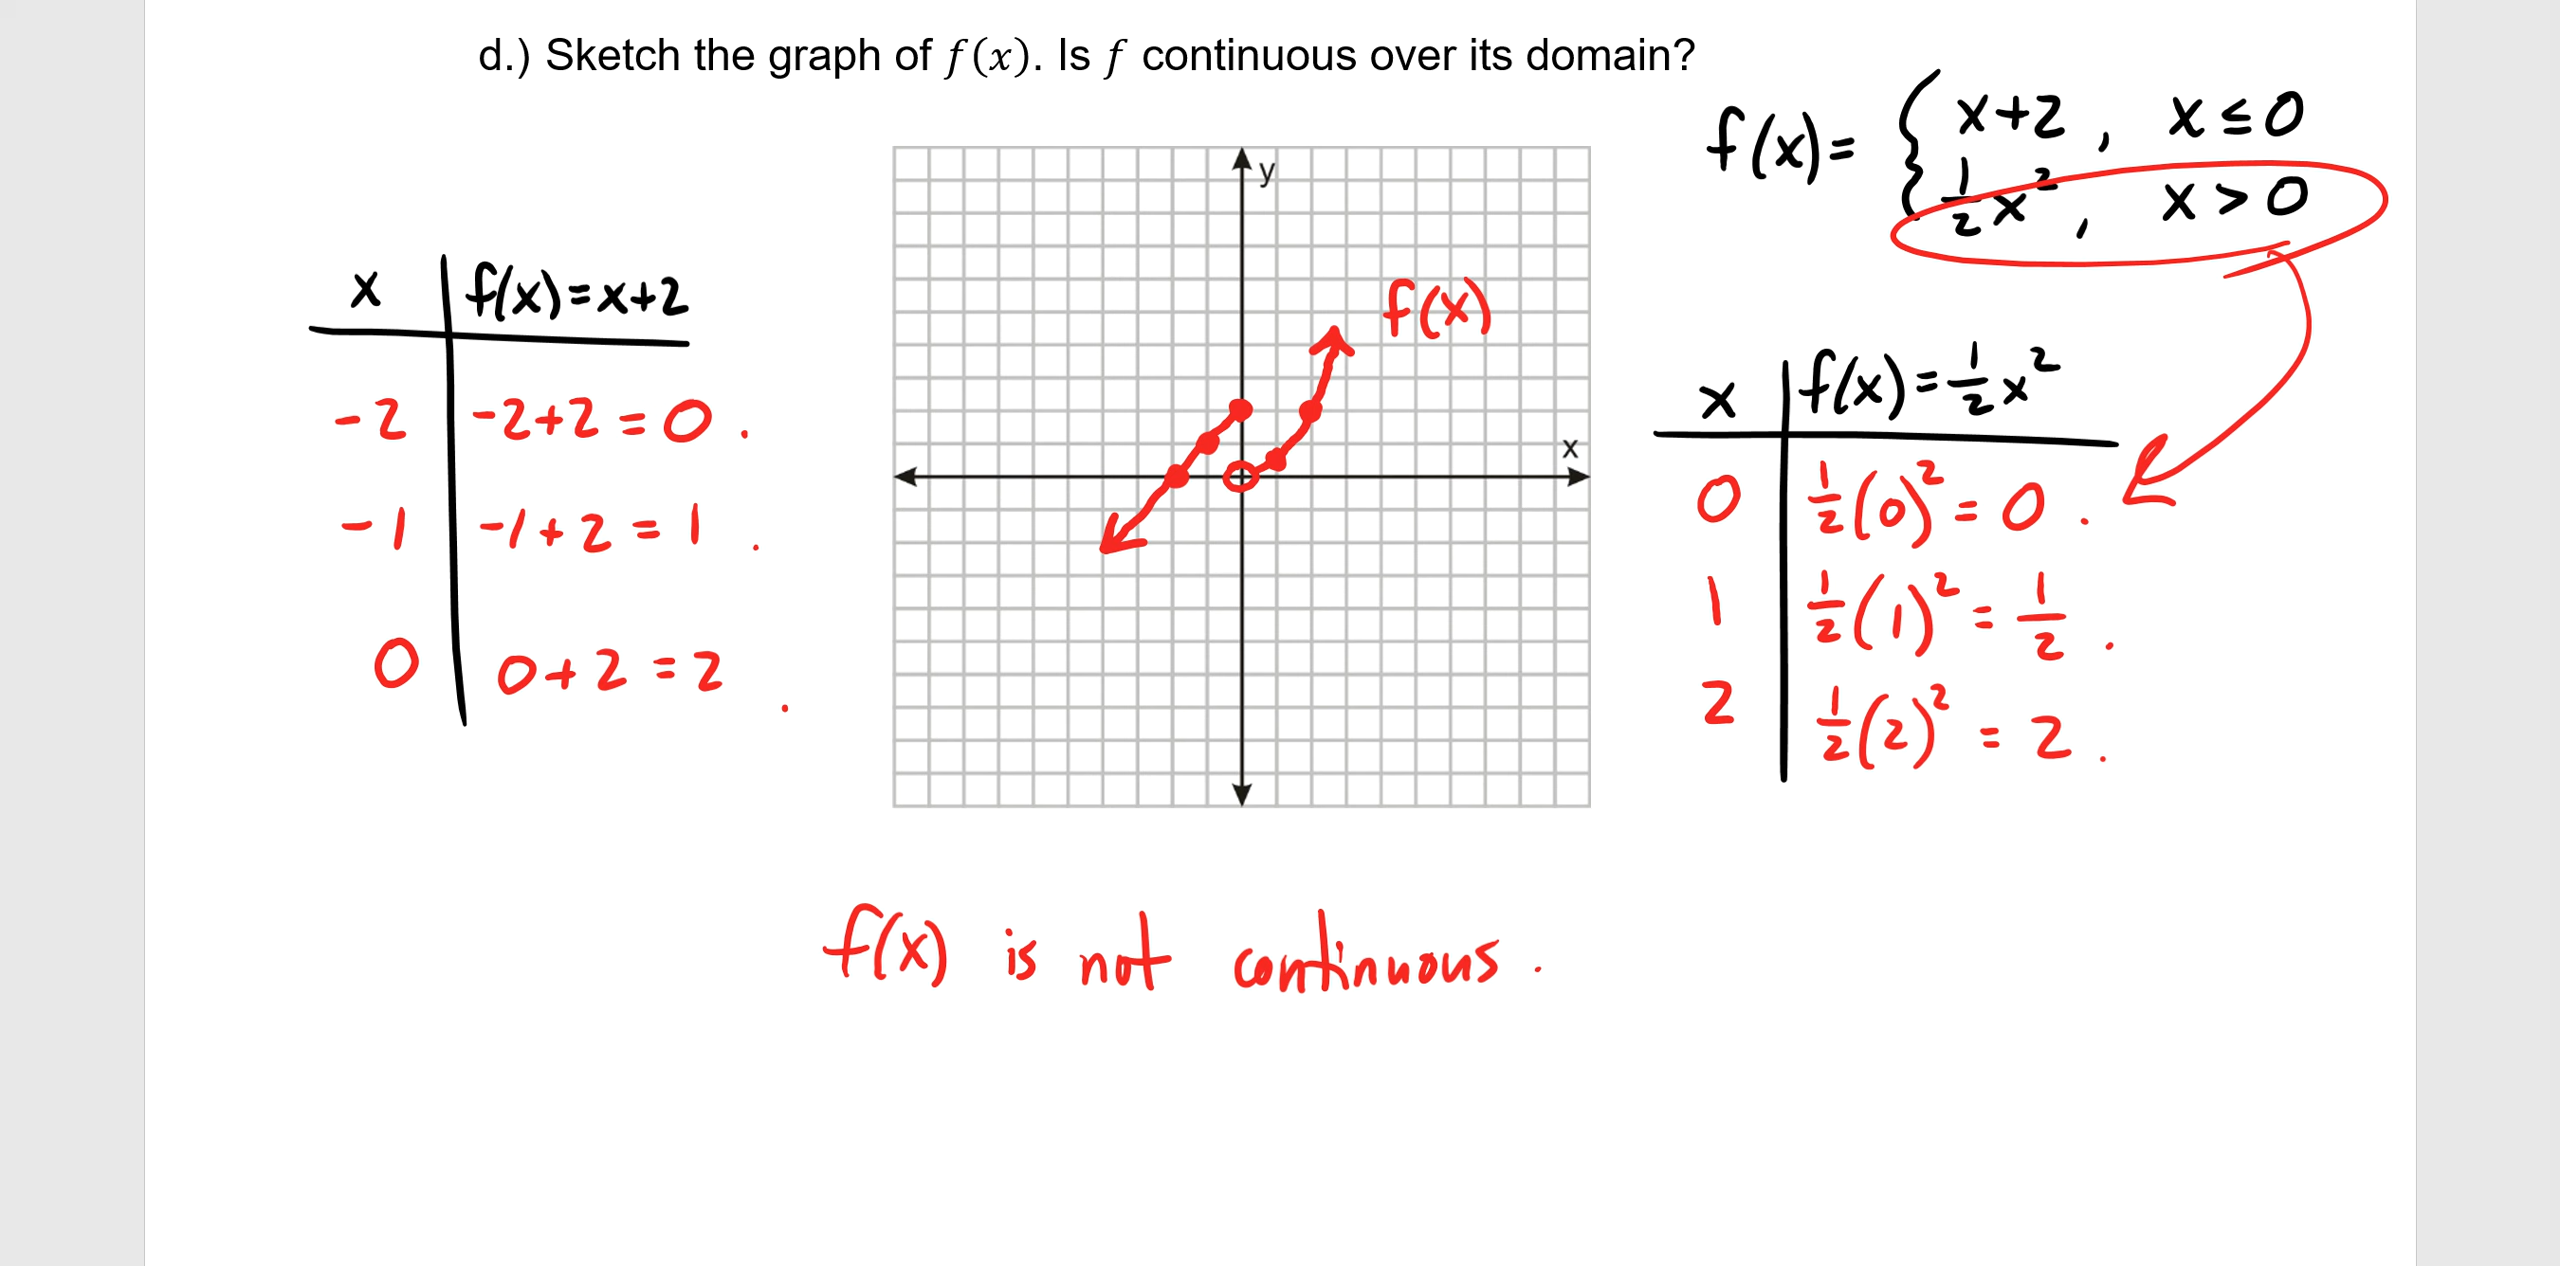 d.) Sketch the graph of f(x). Is f continuous over its domain?
f(x)= { x+2 , x ≤ 0
1/2 x² , x > 0
y
x
f(x)
x | f(x)=x+2
-2 | -2+2 = 0 .
-1 | -1+2 = 1 .
0 | 0+2 = 2 .
x | f(x)=1/2 x²
0 | 1/2(0)² = 0 .
1 | 1/2(1)² = 1/2 .
2 | 1/2(2)² = 2 .
f(x) is not continuous .